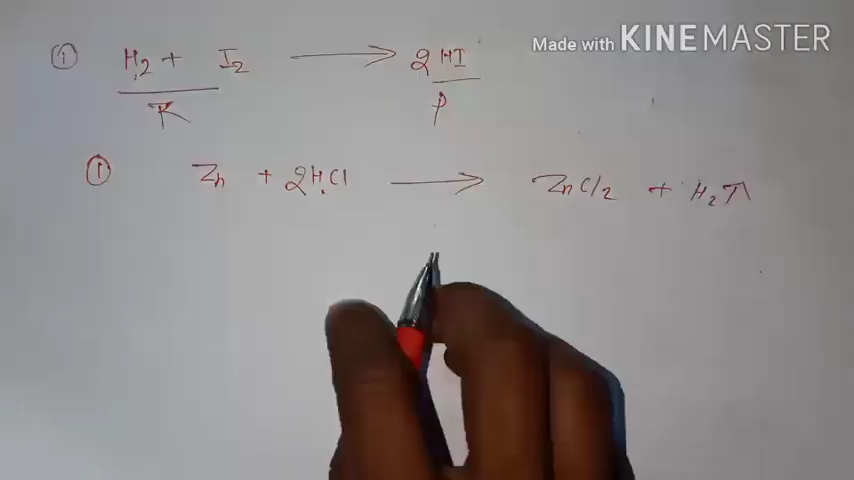 Made with KINEMASTER
① H2 + I2 → 2HI
R P
① Zn + 2HCl → ZnCl2 + H2↑